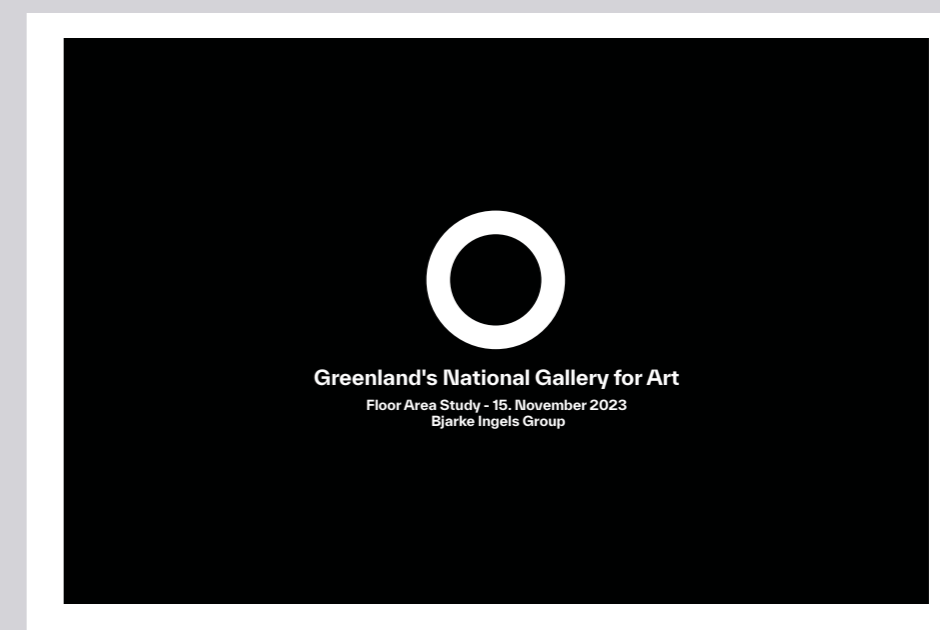 Greenland's National Gallery for Art
Floor Area Study - 15. November 2023
Bjarke Ingels Group